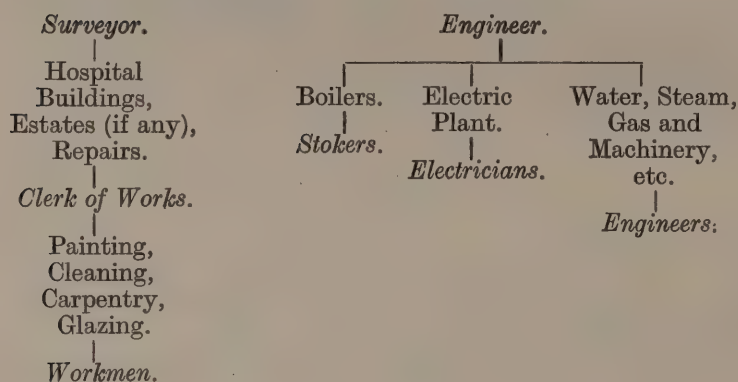 Surveyor.
Hospital
Buildings,
Estates (if any),
Repairs.
Clerk of Works.
Painting,
Cleaning,
Carpentry,
Glazing.
Workmen.
Engineer.
Boilers.
Stokers.
Electric
Plant.
Electricians.
Water, Steam,
Gas and
Machinery,
etc.
Engineers.